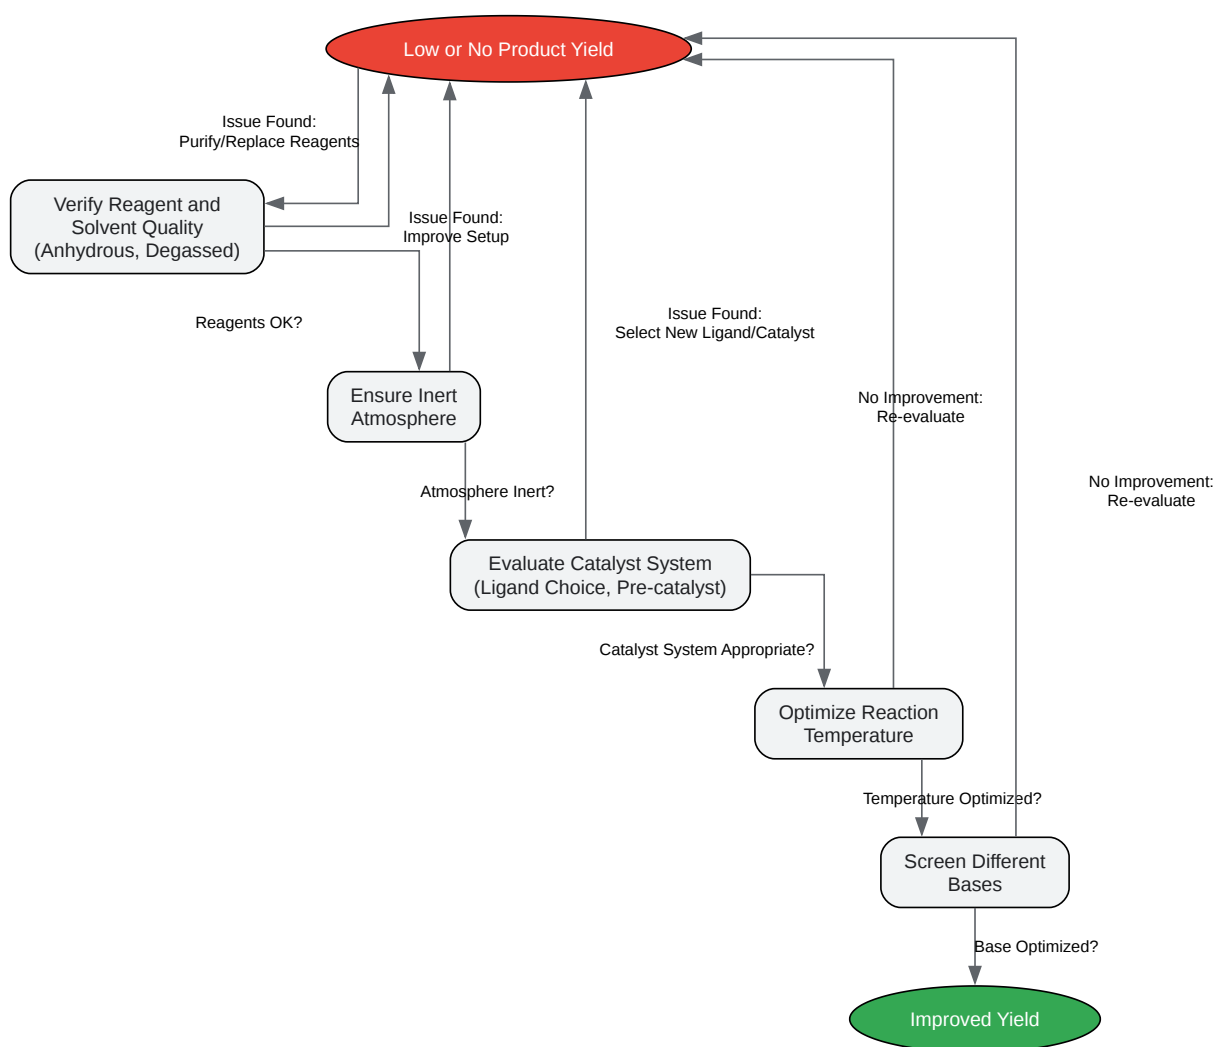 Low or No Product Yield
Issue Found:
Purify/Replace Reagents
Verify Reagent and
Solvent Quality
(Anhydrous, Degassed)
Issue Found:
Improve Setup
Reagents OK?
Issue Found:
Select New Ligand/Catalyst
Ensure Inert
Atmosphere
No Improvement:
Re-evaluate
Atmosphere Inert?
No Improvement:
Re-evaluate
Evaluate Catalyst System
(Ligand Choice, Pre-catalyst)
Catalyst System Appropriate?
Optimize Reaction
Temperature
Temperature Optimized?
Screen Different
Bases
Base Optimized?
Improved Yield